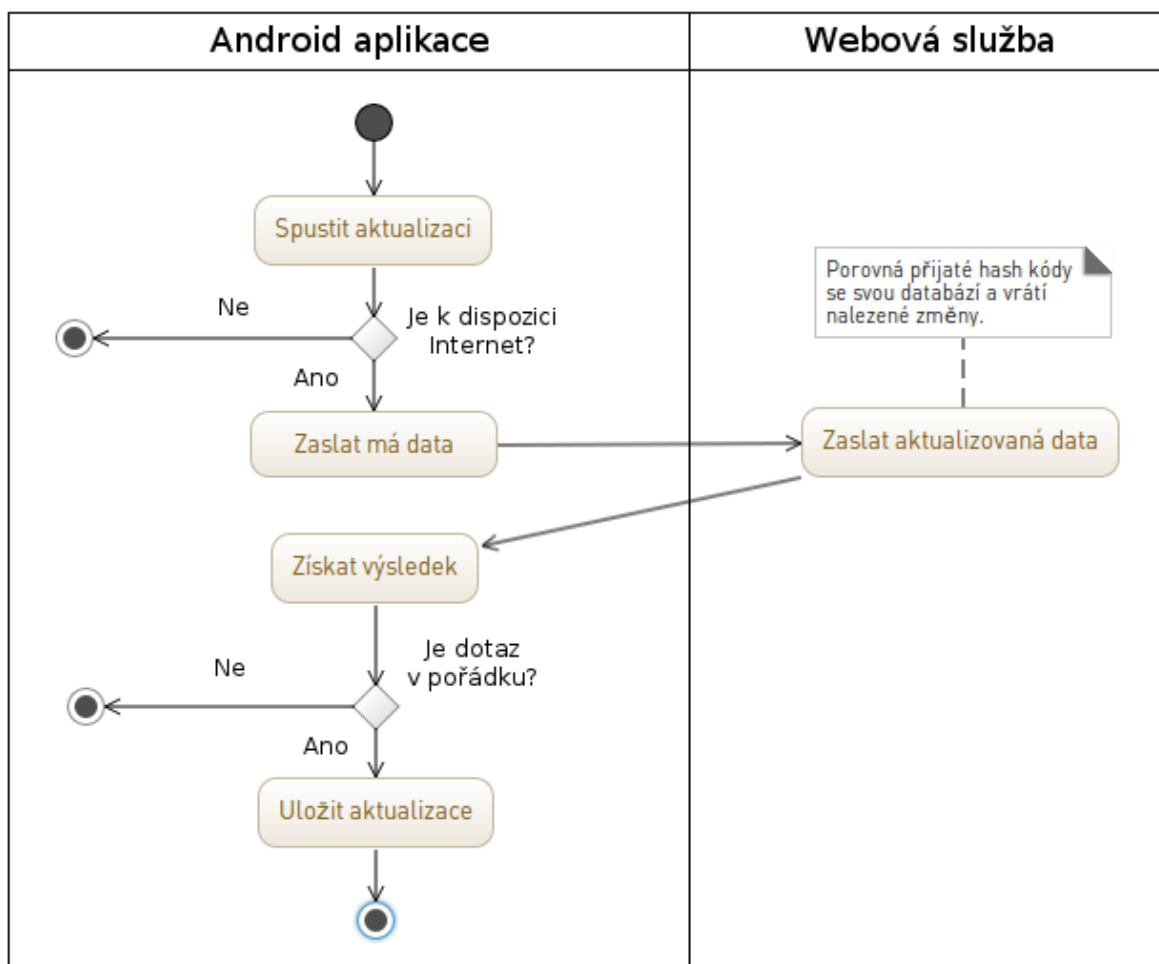 Android aplikace
Webová služba
Spustit aktualizaci
Ne
Je k dispozici
Internet?
Ano
Zaslat má data
Porovná přijaté hash kódy
se svou databází a vrátí
nalezené změny.
Zaslat aktualizovaná data
Získat výsledek
Ne
Je dotaz
v pořádku?
Ano
Uložit aktualizace